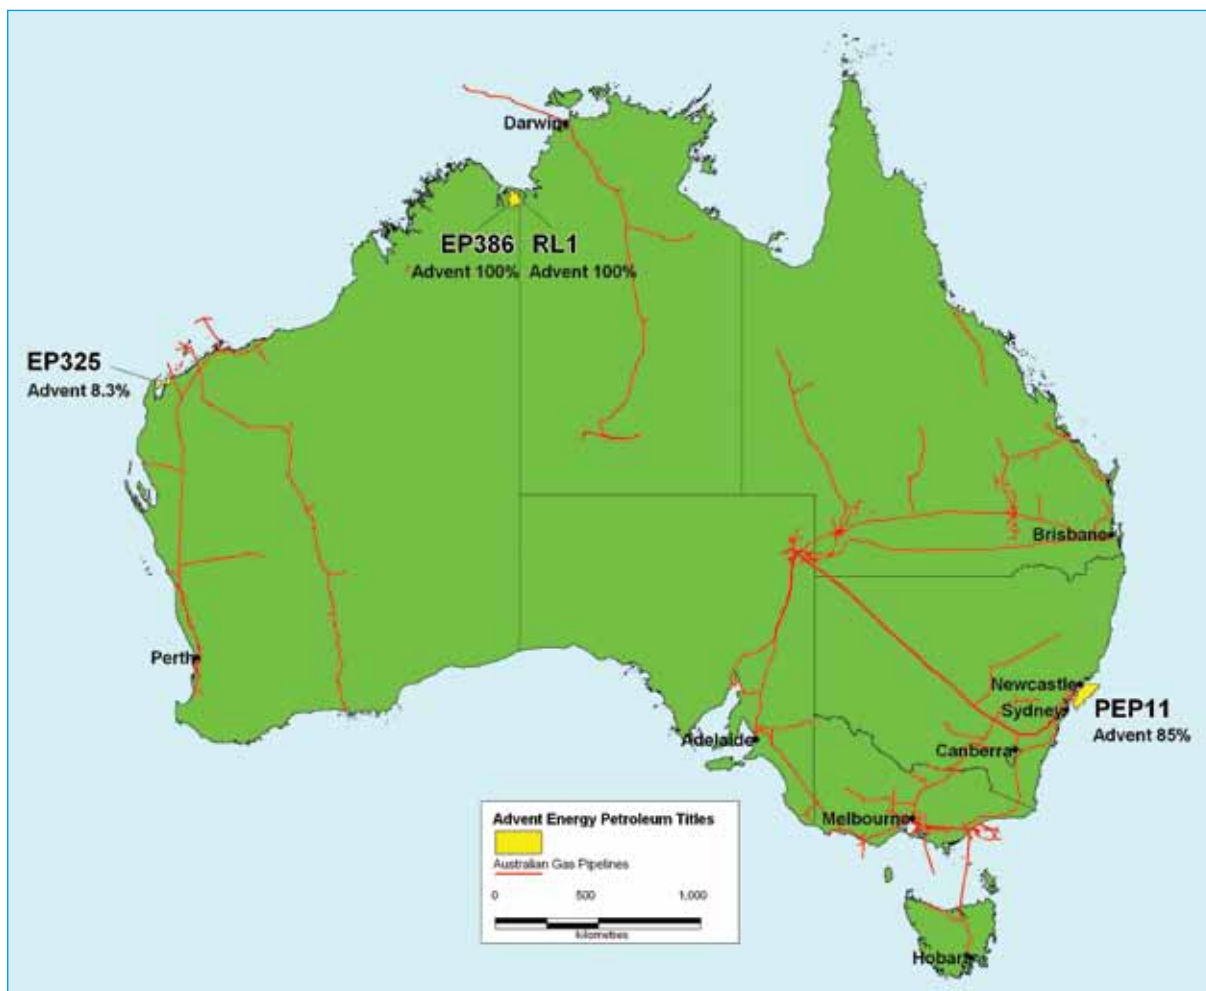 Darwin
EP386 RL1
Advent 100% Advent 100%
EP325
Advent 8.3%
Brisbane
Perth
Newcastle
Sydney
PEP11
Advent 85%
Adelaide
Canberra
Melbourne
Hobart
Advent Energy Petroleum Titles
Australian Gas Pipelines
0 500 1,000
kilometres